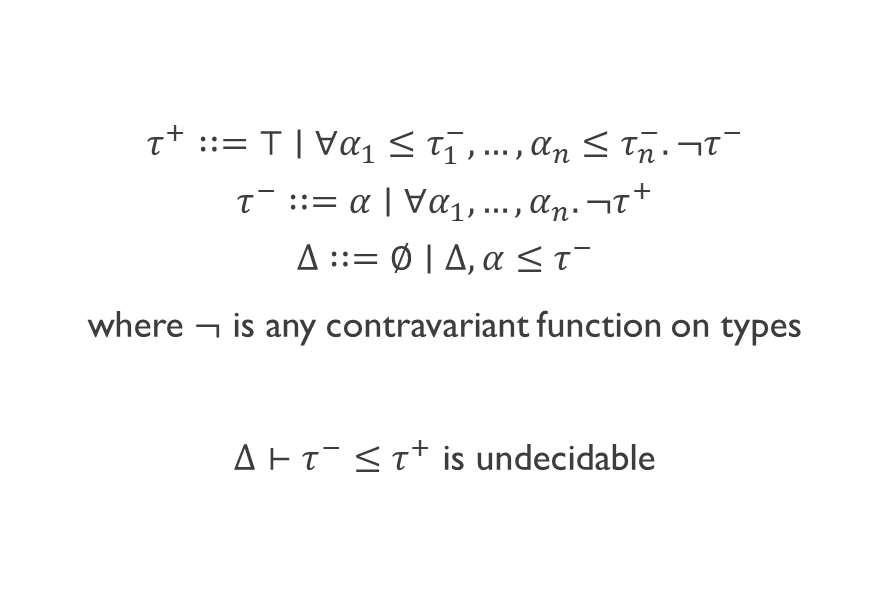 τ⁺ ::= ⊤ | ∀α₁ ≤ τ₁⁻, … , αₙ ≤ τₙ⁻. ¬τ⁻
τ⁻ ::= α | ∀α₁, … , αₙ. ¬τ⁺
Δ ::= ∅ | Δ, α ≤ τ⁻
where ¬ is any contravariant function on types
Δ ⊢ τ⁻ ≤ τ⁺ is undecidable